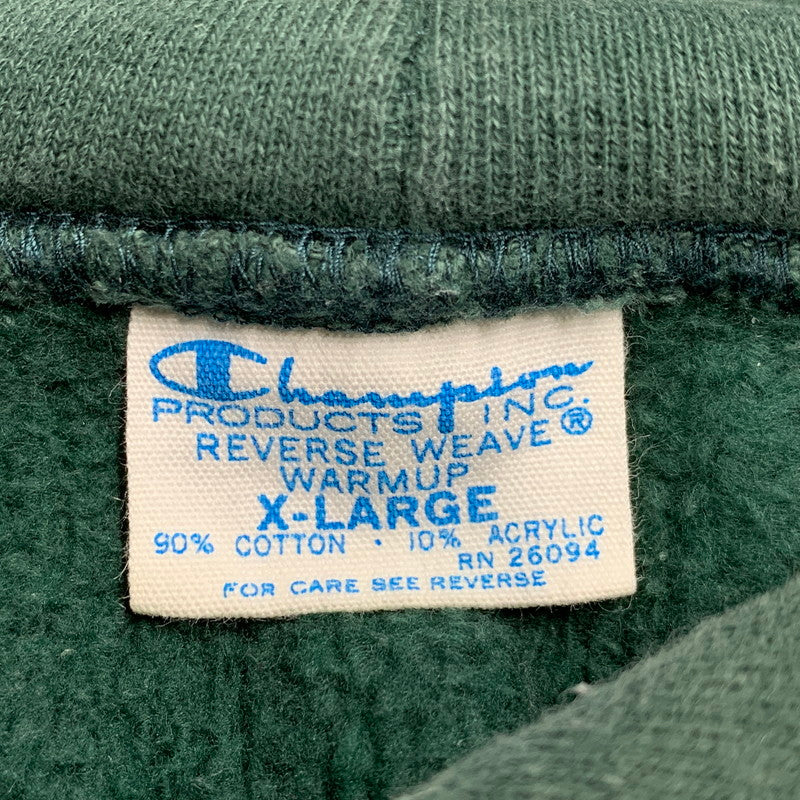 Champion
PRODUCTS INC.
REVERSE WEAVE®
WARMUP
X-LARGE
90% COTTON · 10% ACRYLIC
RN 26094
FOR CARE SEE REVERSE